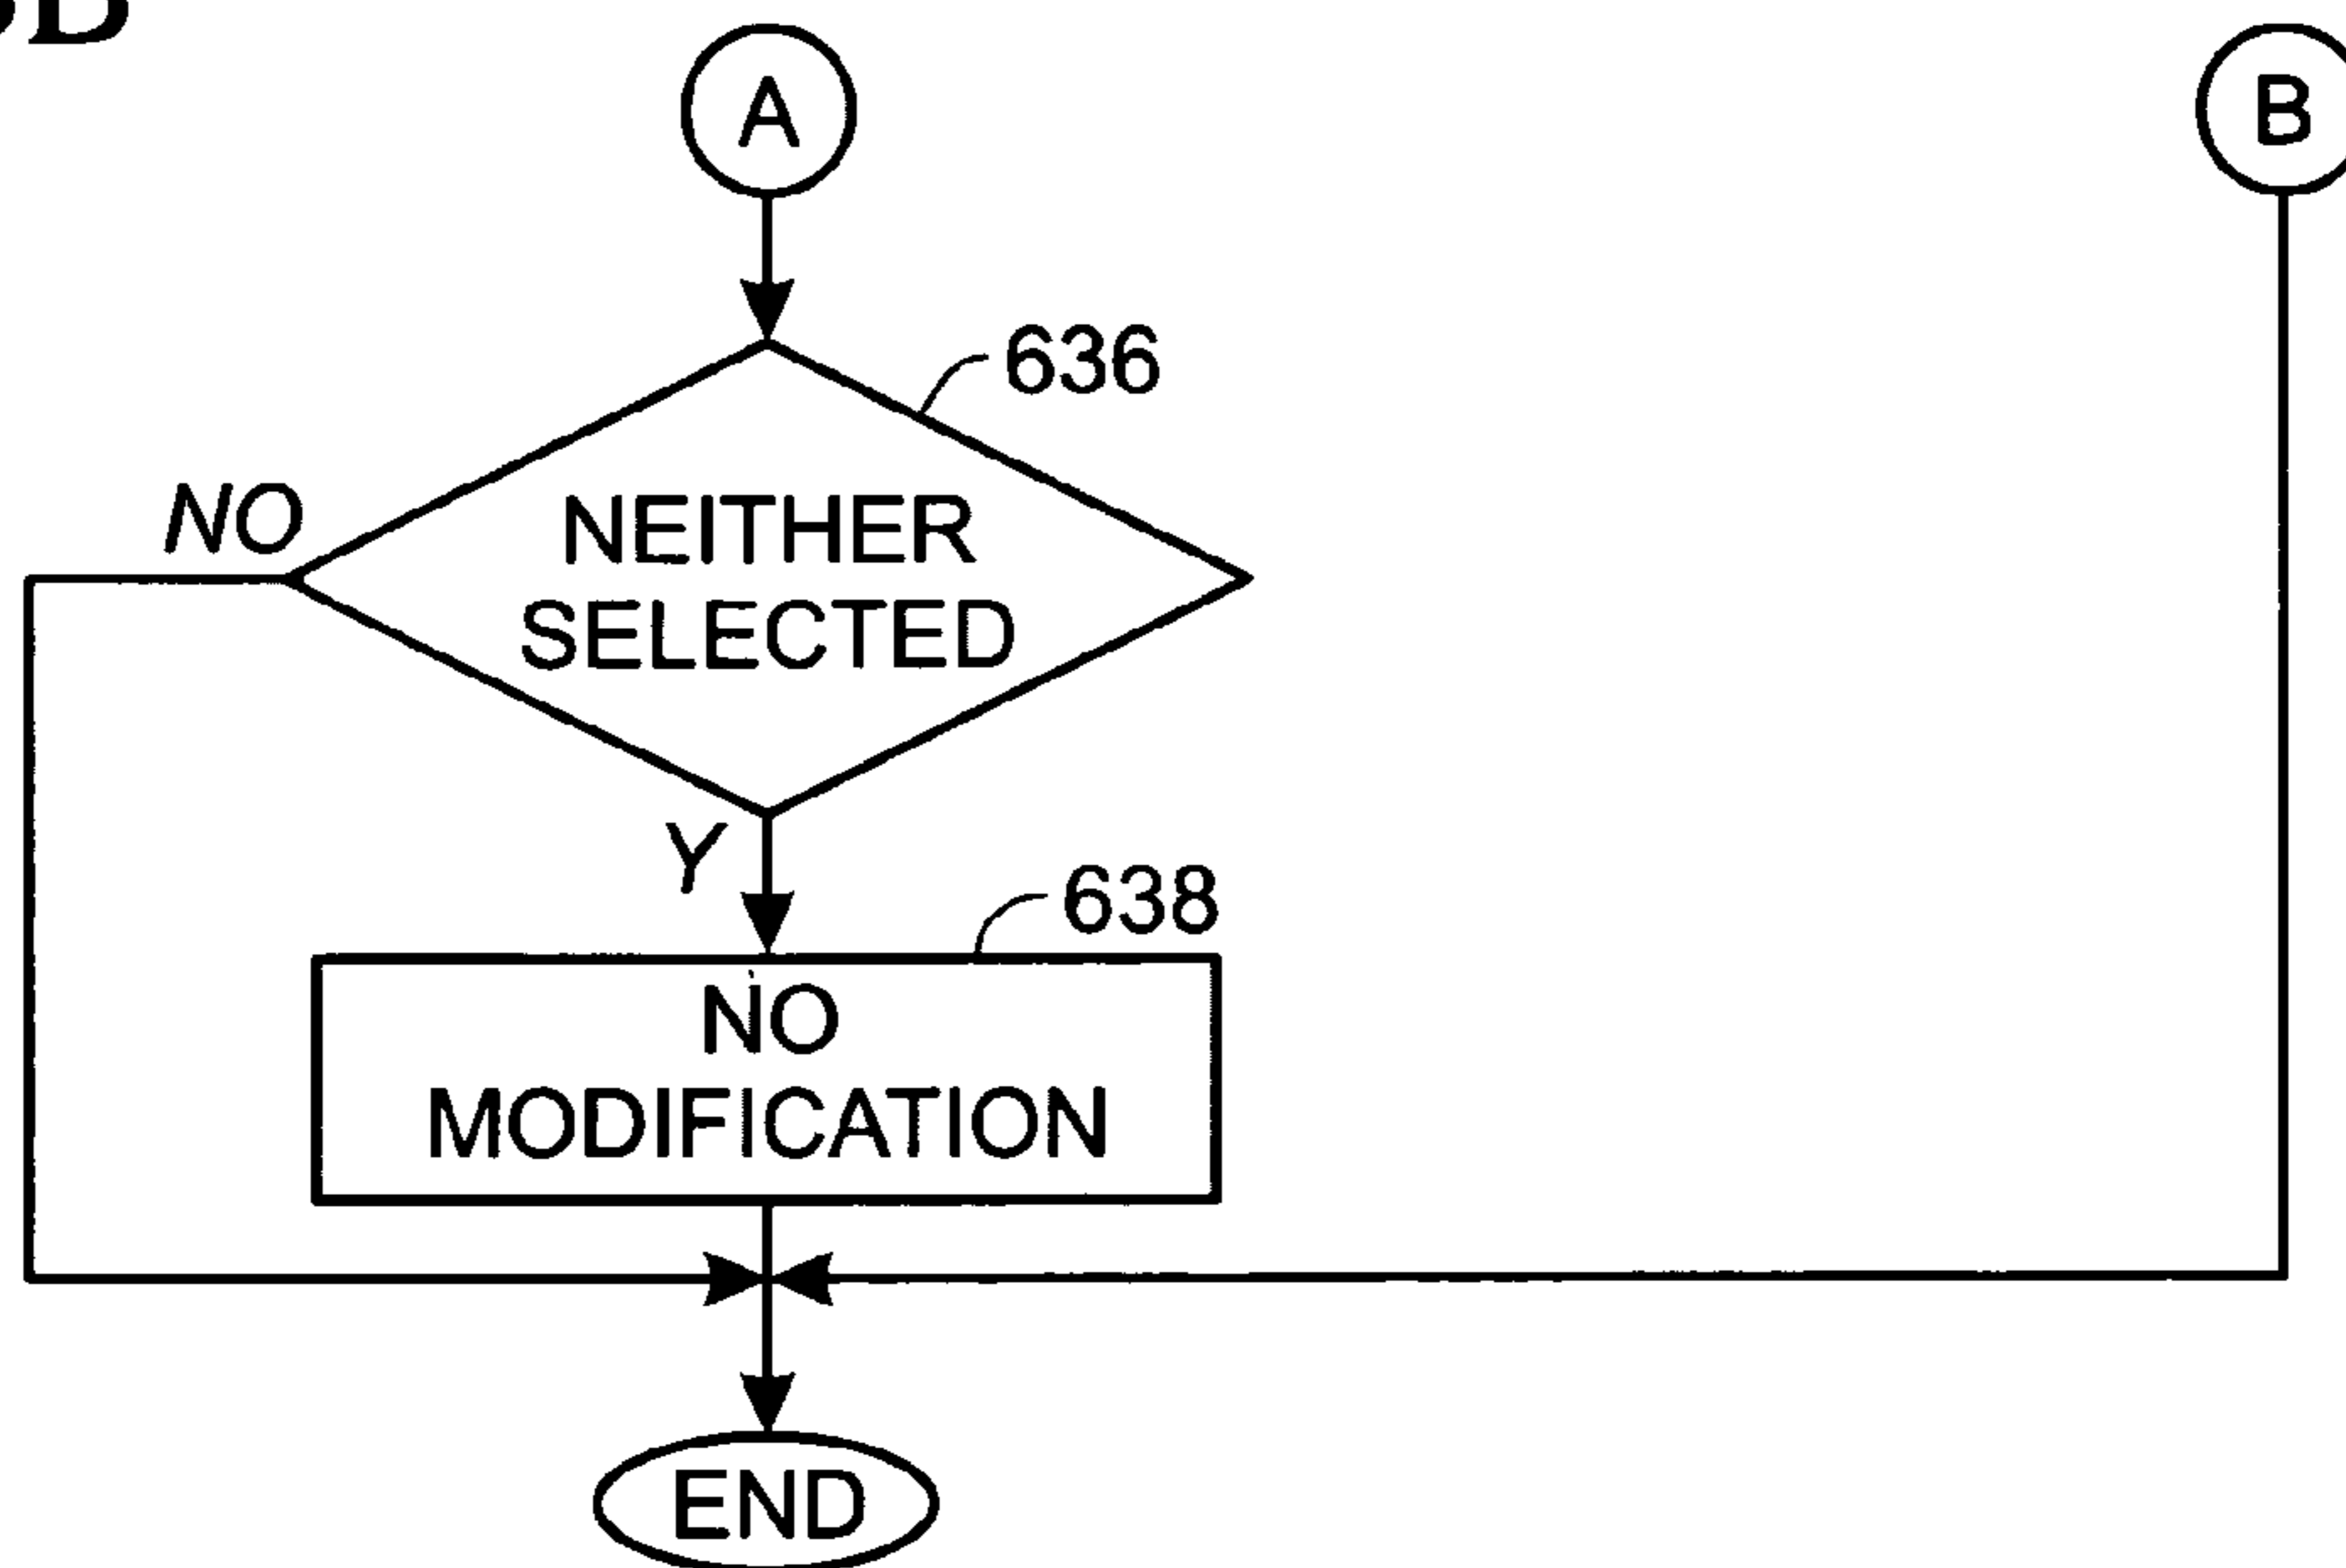 A
B
636
NO
NEITHER
SELECTED
Y
638
NO
MODIFICATION
END